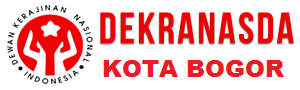 DEWAN KERAJINAN NASIONAL
• INDONESIA •
DEKRANASDA
KOTA BOGOR